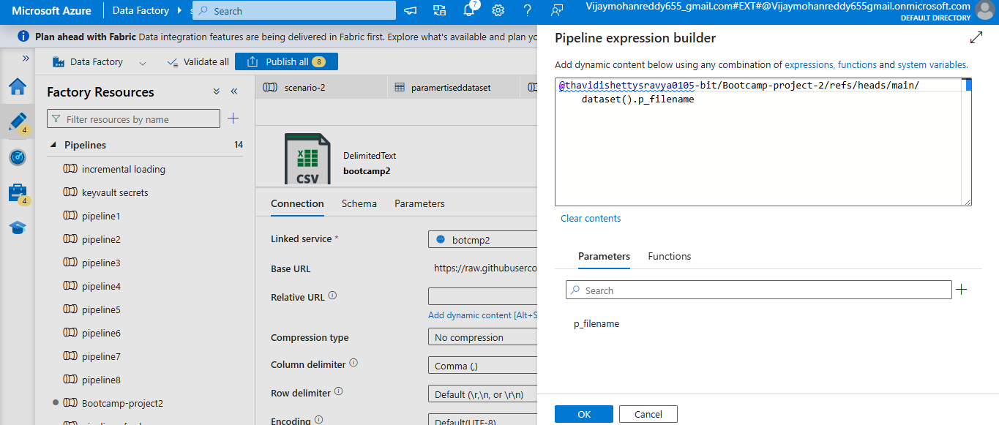 Microsoft Azure
Data Factory
Search
7
Vijaymohanreddy655_gmail.com#EXT#@Vijaymohanreddy655gmail.onmicrosoft.com
DEFAULT DIRECTORY
Plan ahead with Fabric Data integration features are being delivered in Fabric first. Explore what's available and plan yo
Data Factory
Validate all
Publish all 8
Factory Resources
Filter resources by name
4
4
Pipelines 14
incremental loading
keyvault secrets
pipeline1
pipeline2
pipeline3
pipeline4
pipeline5
pipeline6
pipeline7
pipeline8
Bootcamp-project2
scenario-2
paramertiseddataset
CSV
DelimitedText
bootcamp2
Connection
Schema
Parameters
Linked service *
botcmp2
Base URL
https://raw.githubuserco
Relative URL
Add dynamic content [Alt+S
Compression type
No compression
Column delimiter
Comma (,)
Row delimiter
Default (\r,\n, or \r\n)
Encoding
Default(UTF-8)
Pipeline expression builder
Add dynamic content below using any combination of expressions, functions and system variables.
@thavidishettysravya0105-bit/Bootcamp-project-2/refs/heads/main/
dataset().p_filename
Clear contents
Parameters
Functions
Search
p_filename
OK
Cancel